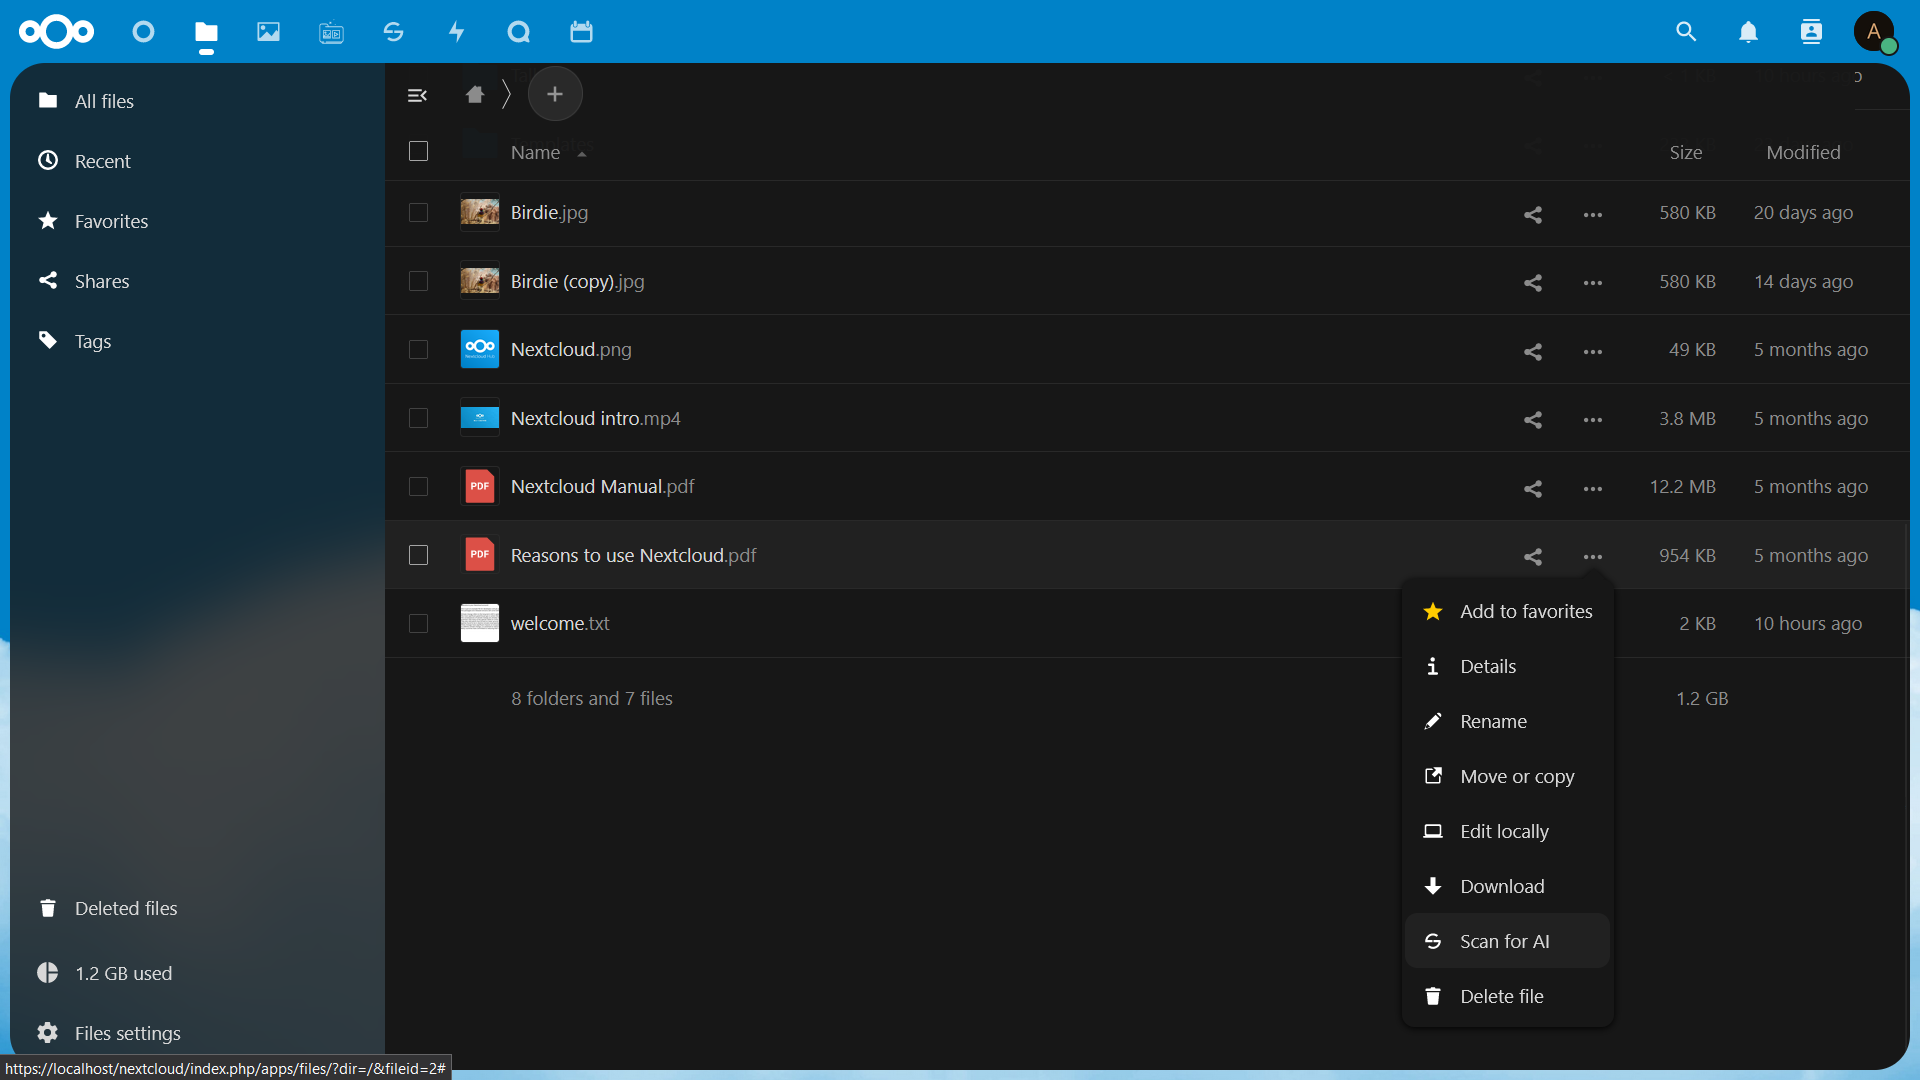 A
All files
Recent
Favorites
Shares
Tags
Deleted files
1.2 GB used
Files settings
Name Size Modified
Birdie.jpg 580 KB 20 days ago
Birdie (copy).jpg 580 KB 14 days ago
Nextcloud.png 49 KB 5 months ago
Nextcloud intro.mp4 3.8 MB 5 months ago
PDF Nextcloud Manual.pdf 12.2 MB 5 months ago
PDF Reasons to use Nextcloud.pdf 954 KB 5 months ago
welcome.txt 2 KB 10 hours ago
8 folders and 7 files 1.2 GB
Add to favorites
Details
Rename
Move or copy
Edit locally
Download
Scan for AI
Delete file
https://localhost/nextcloud/index.php/apps/files/?dir=/&fileid=2#